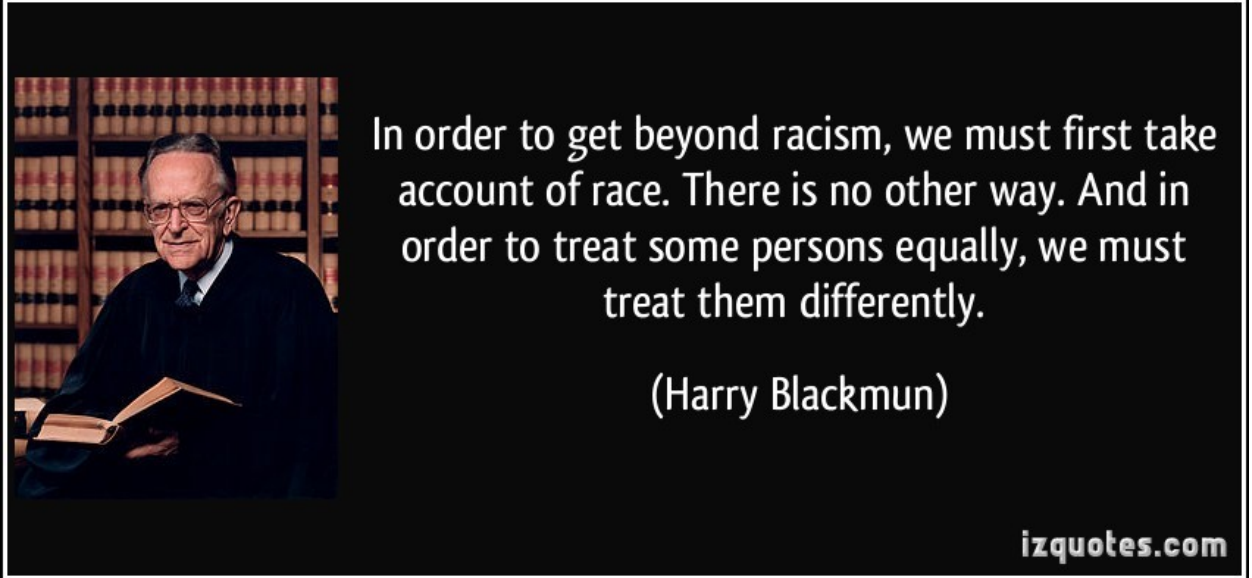 In order to get beyond racism, we must first take
account of race. There is no other way. And in
order to treat some persons equally, we must
treat them differently.
(Harry Blackmun)
izquotes.com